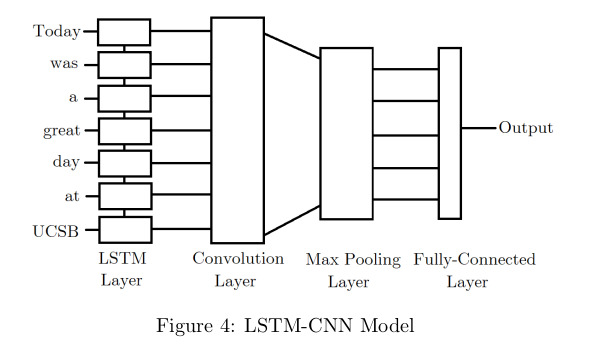 Today
was
a
great
day
at
UCSB
Output
LSTM
Layer
Convolution
Layer
Max Pooling
Layer
Fully-Connected
Layer
Figure 4: LSTM-CNN Model